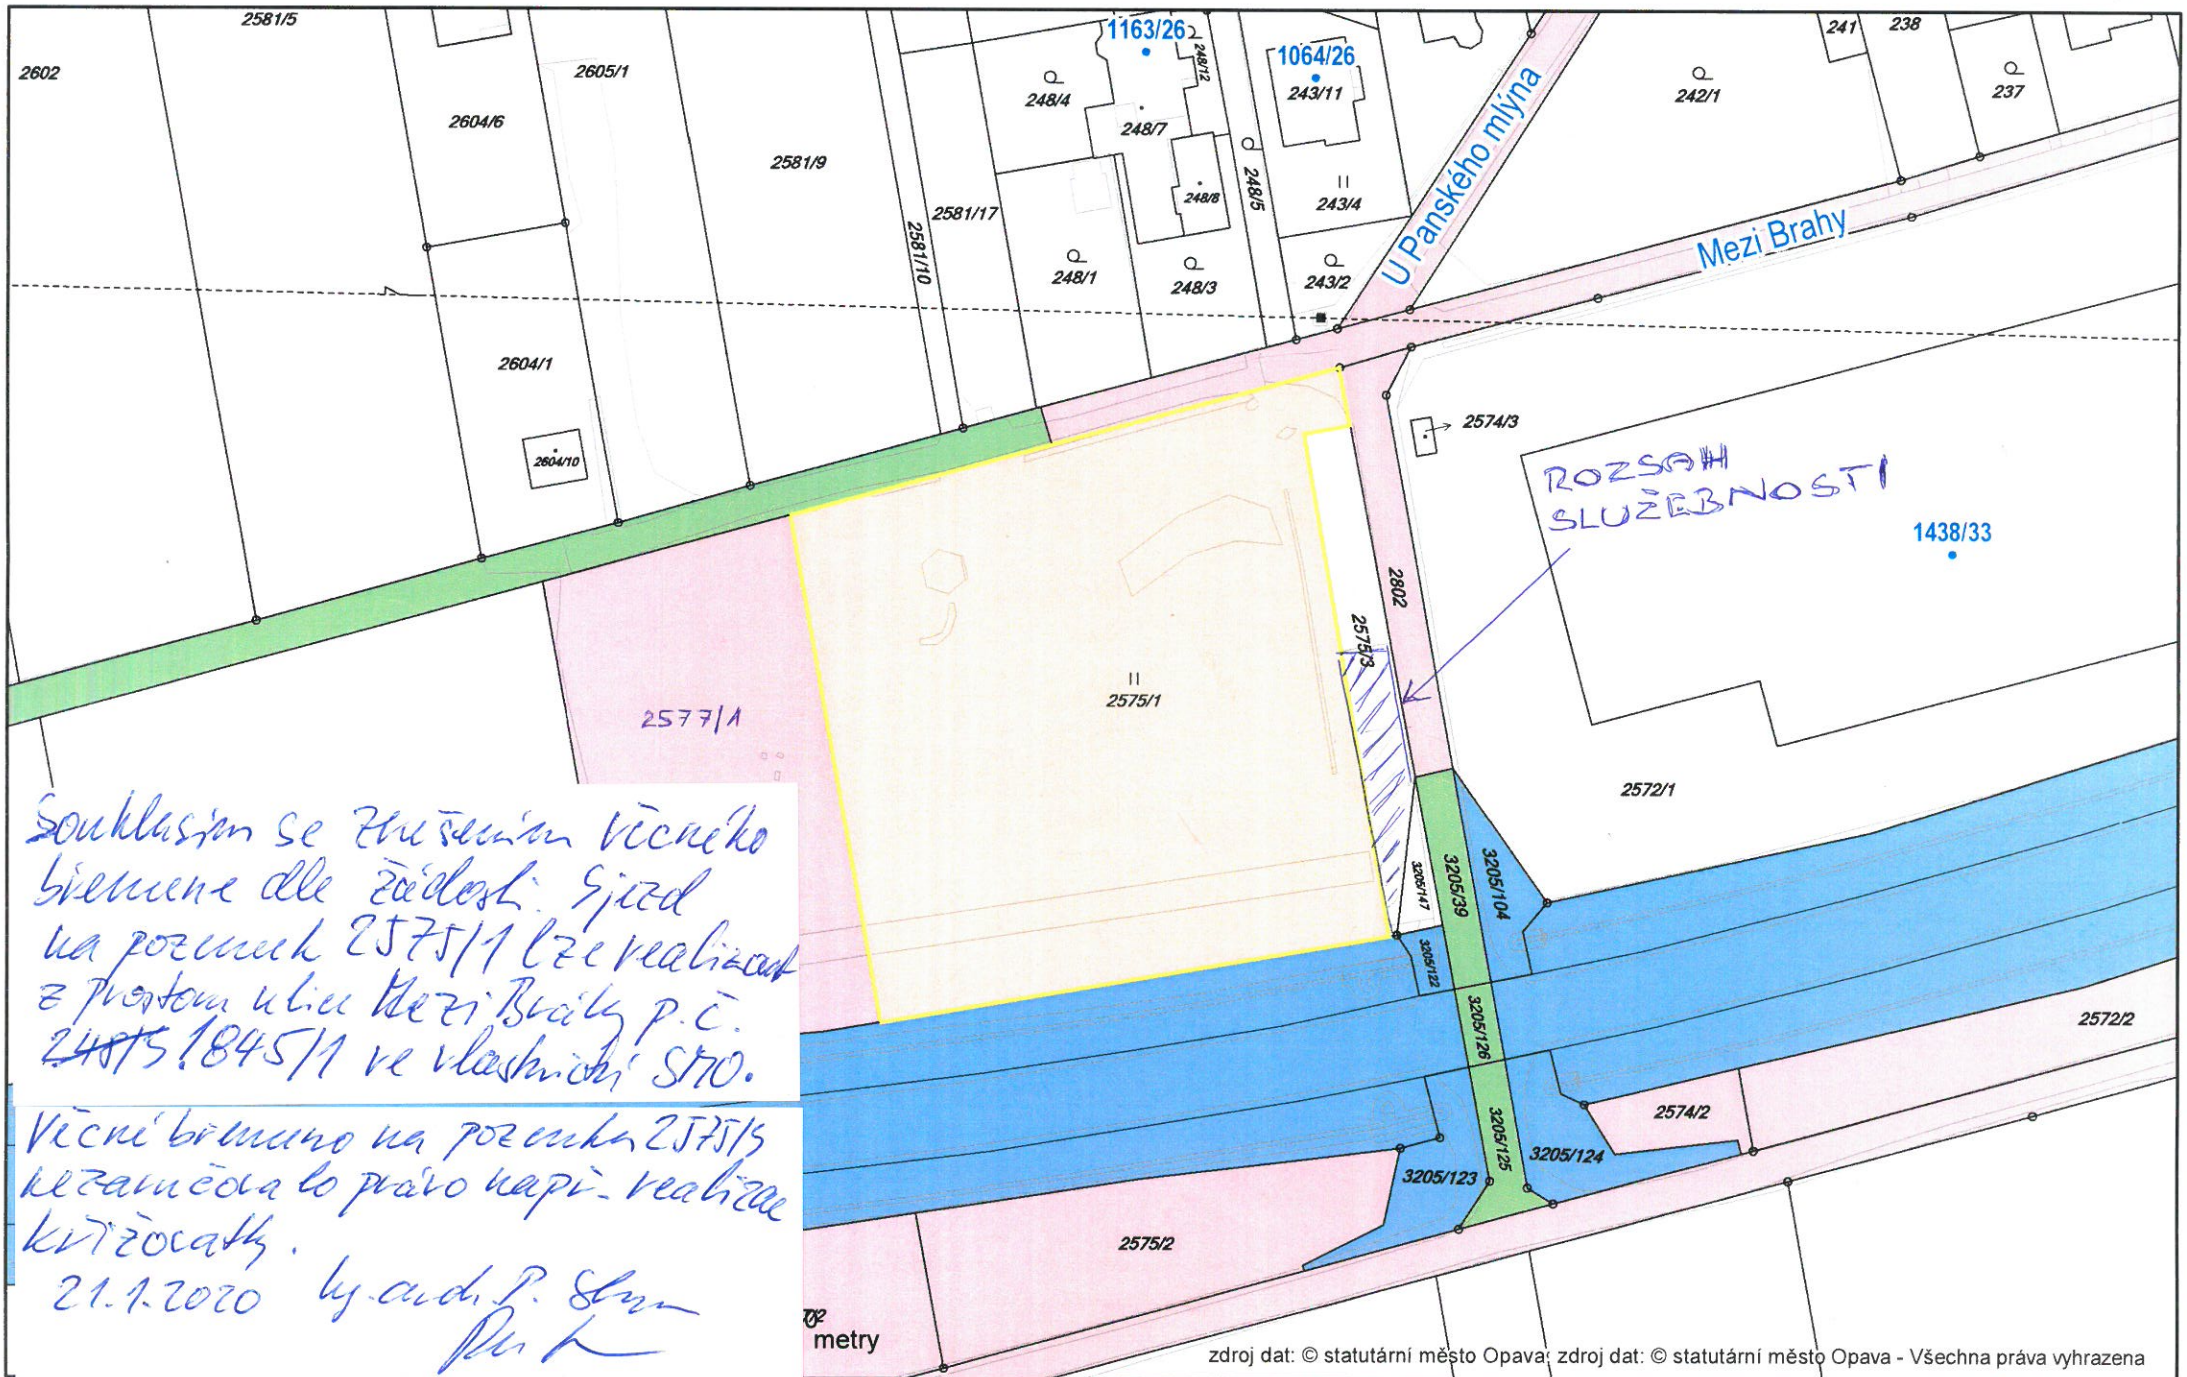 2581/5
2602
2604/6
2605/1
2581/9
2581/17
2581/10
248/4
1163/26
248/7
248/12
248/8
248/5
248/1
248/3
1064/26
243/11
243/4
243/2
U Panského mlýna
Mezi Brahy
242/1
241
238
237
2604/1
2604/10
2574/3
ROZSAH
SLUŽEBNOSTI
1438/33
2802
2575/3
2575/1
2577/1
2572/1
3205/147
3205/39
3205/104
3205/122
3205/126
3205/125
3205/123
3205/124
2574/2
2572/2
2575/2
Souhlasím se zrušením věcného
břemene dle žádosti. Sjezd
na pozemek 2575/1 lze realizovat
z prostoru ulice Mezi Brahy p.č.
248/5 1845/1 ve vlastnictví SMO.
Věcné břemeno na pozemku
nezaručovalo právo např. realizace
křižovatky.
21.1.2020 Ing. arch. P.
0
metry
zdroj dat: © statutární město Opava; zdroj dat: © statutární město Opava - Všechna práva vyhrazena